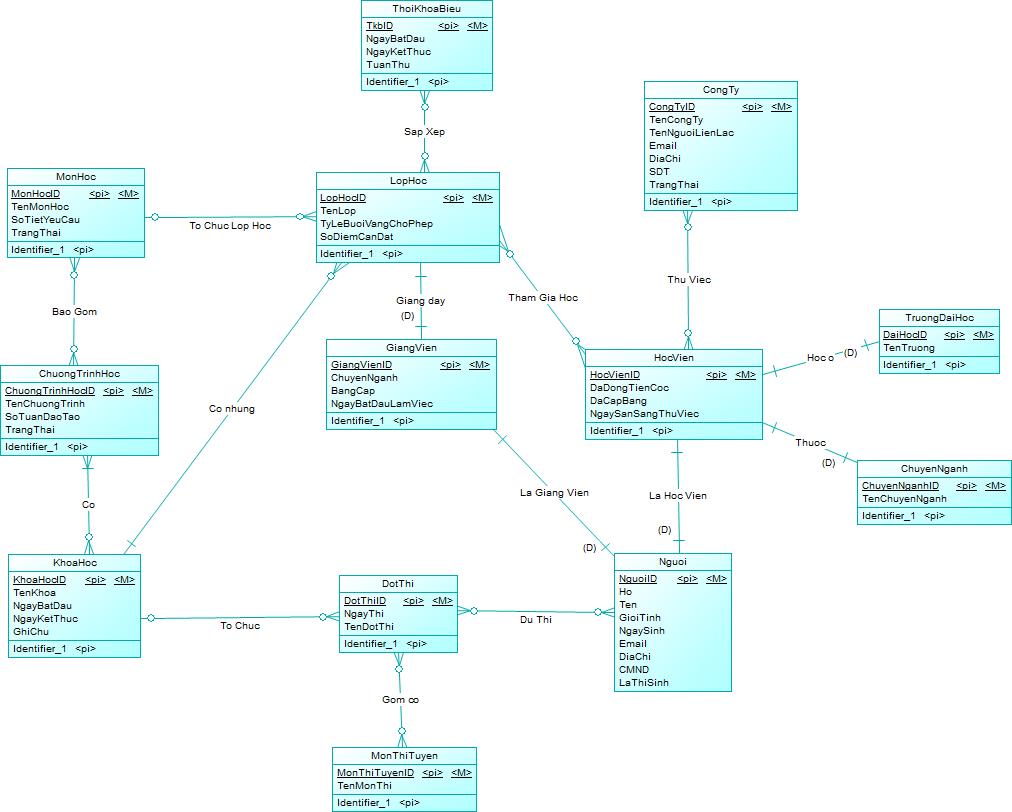 ThoiKhoaBieu
TkbID <pi> <M>
NgayBatDau
NgayKetThuc
TuanThu
Identifier_1 <pi>
CongTy
CongTyID <pi> <M>
TenCongTy
TenNguoiLienLac
Email
DiaChi
SDT
TrangThai
Identifier_1 <pi>
Sap Xep
MonHoc
MonHocID <pi> <M>
TenMonHoc
SoTietYeuCau
TrangThai
Identifier_1 <pi>
LopHoc
LopHocID <pi> <M>
TenLop
TyLeBuoiVangChoPhep
SoDiemCanDat
Identifier_1 <pi>
To Chuc Lop Hoc
Thu Viec
Tham Gia Hoc
Giang day
(D)
Bao Gom
TruongDaiHoc
DaiHocID <pi> <M>
TenTruong
Identifier_1 <pi>
GiangVien
GiangVienID <pi> <M>
ChuyenNganh
BangCap
NgayBatDauLamViec
Identifier_1 <pi>
HocVien
HocVienID <pi> <M>
DaDongTienCoc
DaCapBang
NgaySanSangThuViec
Identifier_1 <pi>
Hoc o (D)
ChuongTrinhHoc
ChuongTrinhHocID <pi> <M>
TenChuongTrinh
SoTuanDaoTao
TrangThai
Identifier_1 <pi>
Co nhung
Thuoc
(D)
ChuyenNganh
ChuyenNganhID <pi> <M>
TenChuyenNganh
Identifier_1 <pi>
La Giang Vien
(D)
La Hoc Vien
(D)
Co
KhoaHoc
KhoaHocID <pi> <M>
TenKhoa
NgayBatDau
NgayKetThuc
GhiChu
Identifier_1 <pi>
DotThi
DotThiID <pi> <M>
NgayThi
TenDotThi
Identifier_1 <pi>
Nguoi
NguoiID <pi> <M>
Ho
Ten
GioiTinh
NgaySinh
Email
DiaChi
CMND
LaThiSinh
To Chuc
Du Thi
Gom co
MonThiTuyen
MonThiTuyenID <pi> <M>
TenMonThi
Identifier_1 <pi>